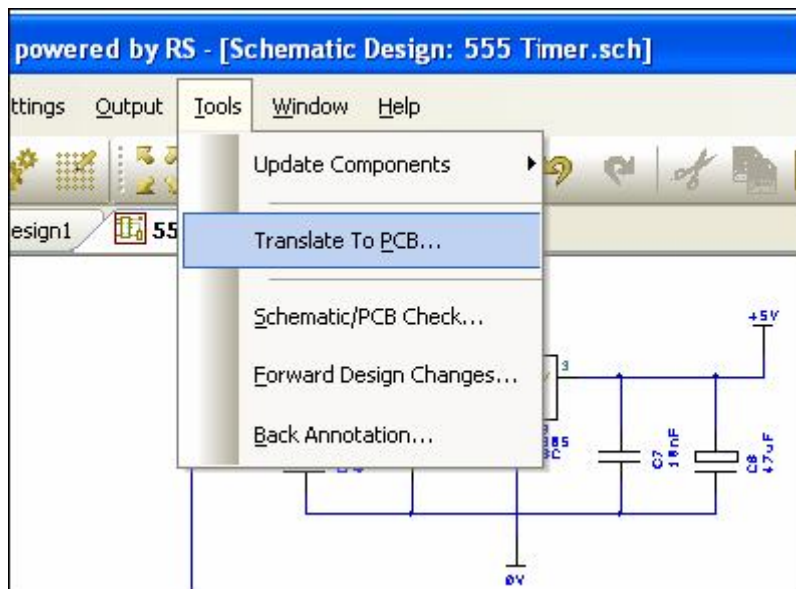 powered by RS - [Schematic Design: 555 Timer.sch]
ttings Output Tools Window Help
Update Components
esign1 55
Translate To PCB...
Schematic/PCB Check...
+5V
3
Forward Design Changes...
Back Annotation...
C7
C8
47uF
0V